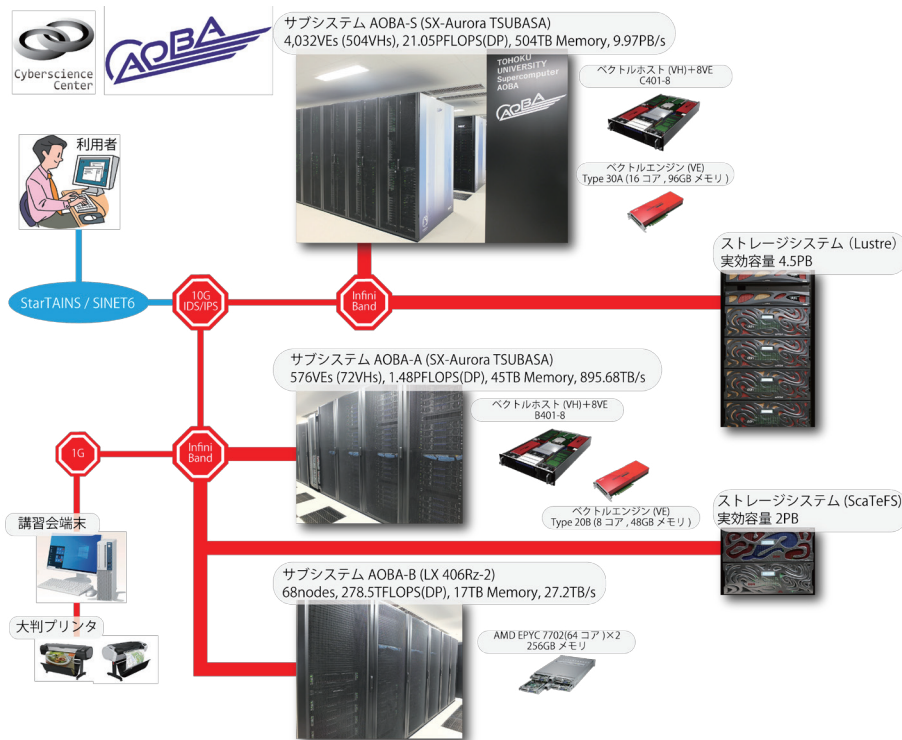 Cyberscience
Center
AOBA
サブシステム AOBA-S (SX-Aurora TSUBASA)
4,032VEs (504VHs), 21.05PFLOPS(DP), 504TB Memory, 9.97PB/s
TOHOKU
UNIVERSITY
Supercomputer
AOBA
AOBA
ベクトルホスト (VH)+8VE
C401-8
ベクトルエンジン (VE)
Type 30A (16 コア , 96GB メモリ )
利用者
StarTAINS / SINET6
10G
IDS/IPS
Infini
Band
ストレージシステム (Lustre)
実効容量 4.5PB
サブシステム AOBA-A (SX-Aurora TSUBASA)
576VEs (72VHs), 1.48PFLOPS(DP), 45TB Memory, 895.68TB/s
ベクトルホスト (VH)+8VE
B401-8
ベクトルエンジン (VE)
Type 20B (8 コア , 48GB メモリ )
1G
Infini
Band
ストレージシステム (ScaTeFS)
実効容量 2PB
講習会端末
大判プリンタ
サブシステム AOBA-B (LX 406Rz-2)
68nodes, 278.5TFLOPS(DP), 17TB Memory, 27.2TB/s
AMD EPYC 7702(64 コア )×2
256GB メモリ